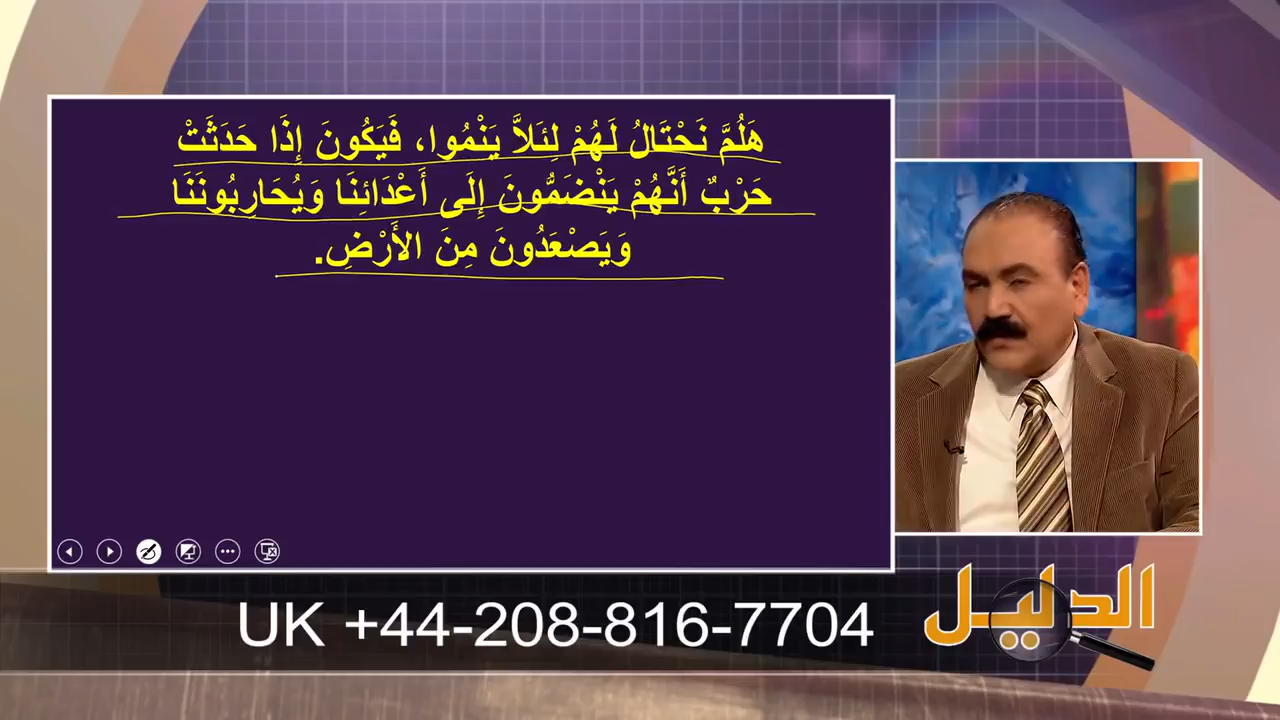 هَلُمَّ نَحْتَالُ لَهُمْ لِئَلاَّ يَنْمُوا، فَيَكُونَ إِذَا حَدَثَتْ
حَرْبٌ أَنَّهُمْ يَنْضَمُّونَ إِلَى أَعْدَائِنَا وَيُحَارِبُونَنَا
وَيَصْعَدُونَ مِنَ الأَرْضِ.
UK +44-208-816-7704
الدليل